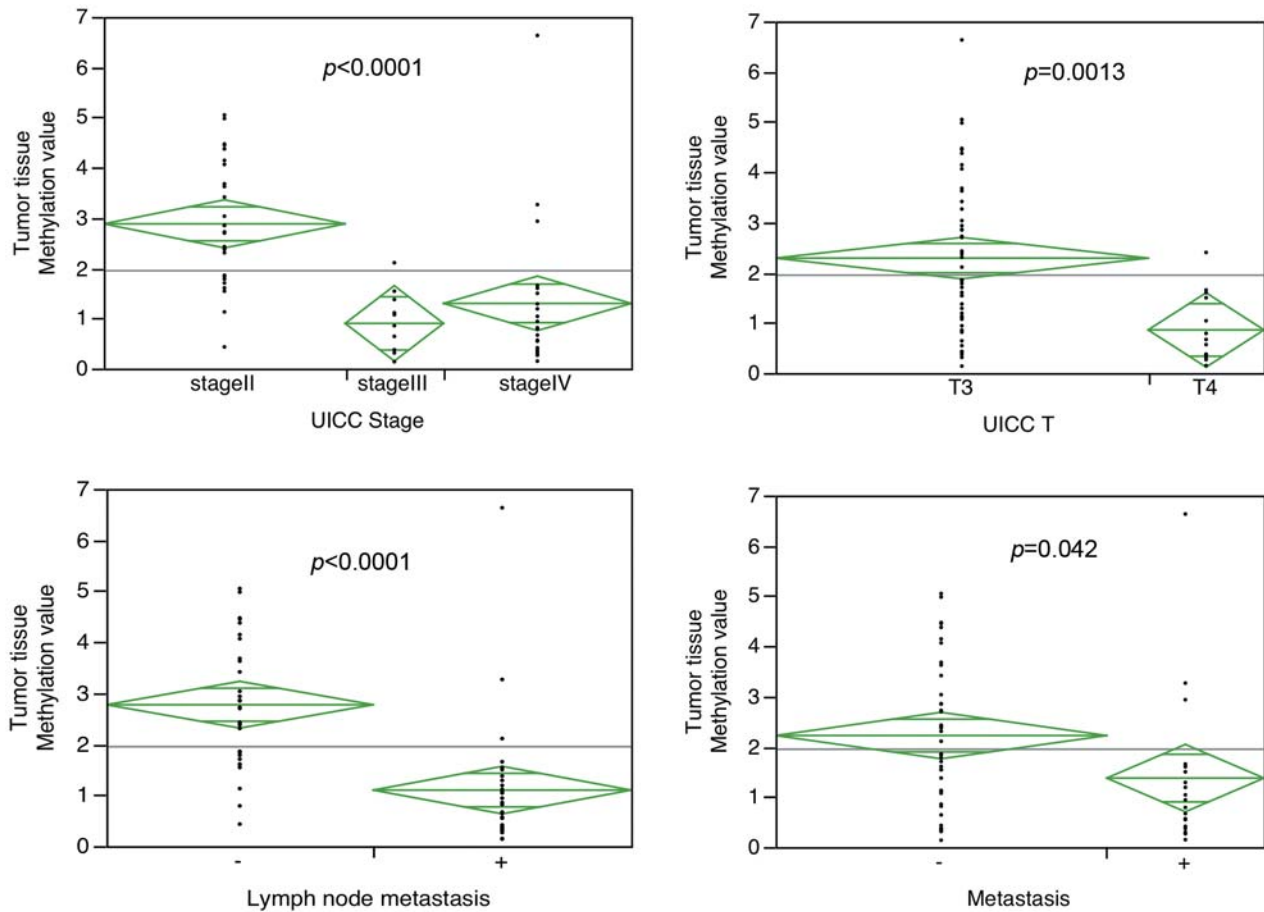 7
6
5
4
3
2
1
0
Tumor tissue
Methylation value
p<0.0001
stageII
stageIII
stageIV
UICC Stage
7
6
5
4
3
2
1
0
Tumor tissue
Methylation value
p=0.0013
T3
T4
UICC T
7
6
5
4
3
2
1
0
Tumor tissue
Methylation value
p<0.0001
-
+
Lymph node metastasis
7
6
5
4
3
2
1
0
Tumor tissue
Methylation value
p=0.042
-
+
Metastasis